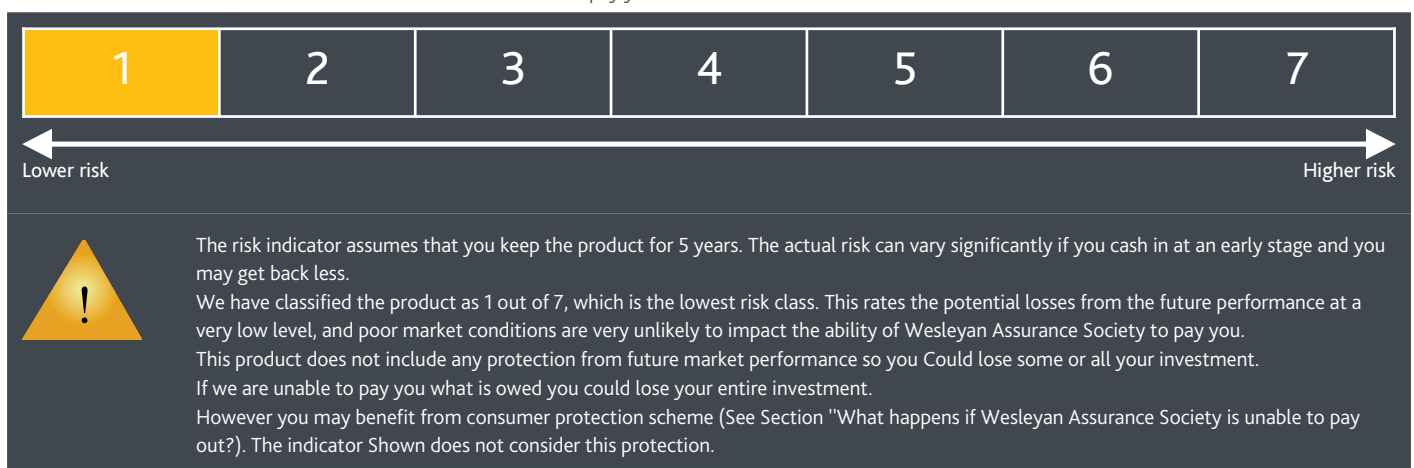 1 2 3 4 5 6 7
Lower risk Higher risk
! The risk indicator assumes that you keep the product for 5 years. The actual risk can vary significantly if you cash in at an early stage and you
may get back less.
We have classified the product as 1 out of 7, which is the lowest risk class. This rates the potential losses from the future performance at a
very low level, and poor market conditions are very unlikely to impact the ability of Wesleyan Assurance Society to pay you.
This product does not include any protection from future market performance so you Could lose some or all your investment.
If we are unable to pay you what is owed you could lose your entire investment.
However you may benefit from consumer protection scheme (See Section "What happens if Wesleyan Assurance Society is unable to pay
out?). The indicator Shown does not consider this protection.